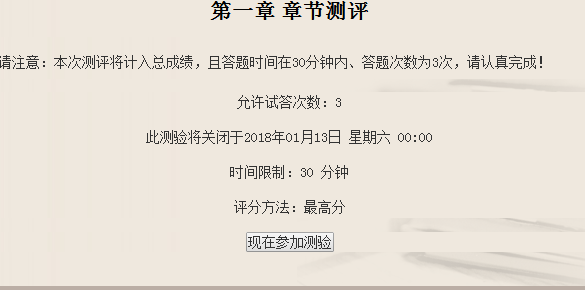 第一章 章节测评
请注意：本次测评将计入总成绩，且答题时间在30分钟内、答题次数为3次，请认真完成！
允许试答次数：3
此测验将关闭于2018年01月13日 星期六 00:00
时间限制：30 分钟
评分方法：最高分
现在参加测验